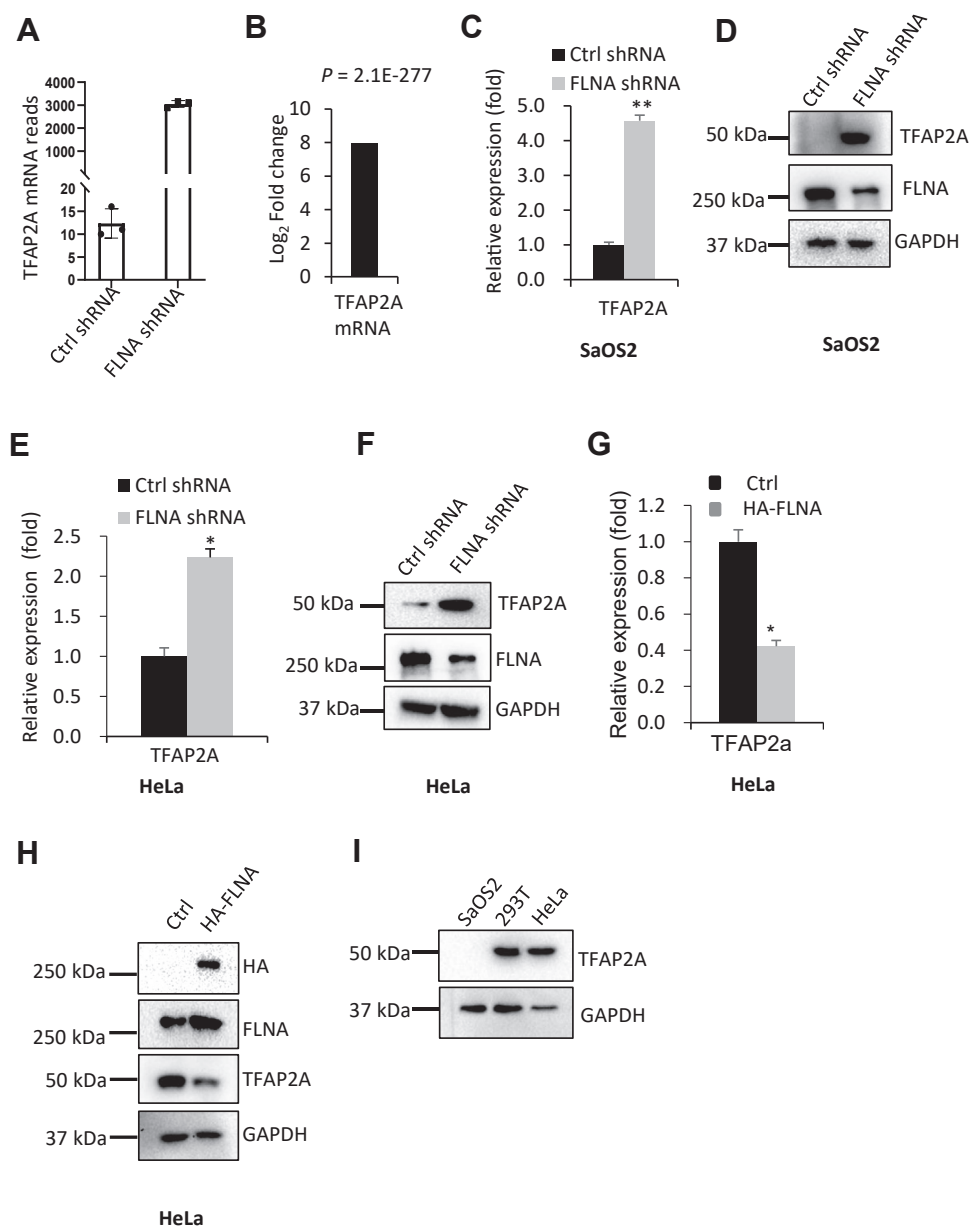 A
TFAP2A mRNA reads
4000
3000
2000
1000
20
15
10
5
0
Ctrl shRNA
FLNA shRNA
B
P = 2.1E-277
Log2 Fold change
10
8
6
4
2
0
TFAP2A
mRNA
C
Ctrl shRNA
FLNA shRNA
Relative expression (fold)
5.0
4.0
3.0
2.0
1.0
0.0
**
TFAP2A
SaOS2
D
Ctrl shRNA
FLNA shRNA
50 kDa
TFAP2A
250 kDa
FLNA
37 kDa
GAPDH
SaOS2
E
Ctrl shRNA
FLNA shRNA
Relative expression (fold)
2.5
2.0
1.5
1.0
0.5
0.0
*
TFAP2A
HeLa
F
Ctrl shRNA
FLNA shRNA
50 kDa
TFAP2A
250 kDa
FLNA
37 kDa
GAPDH
HeLa
G
Ctrl
HA-FLNA
Relative expression (fold)
1.2
1.0
0.8
0.6
0.4
0.2
0.0
*
TFAP2a
HeLa
H
Ctrl
HA-FLNA
250 kDa
HA
250 kDa
FLNA
50 kDa
TFAP2A
37 kDa
GAPDH
HeLa
I
SaOS2
293T
HeLa
50 kDa
TFAP2A
37 kDa
GAPDH